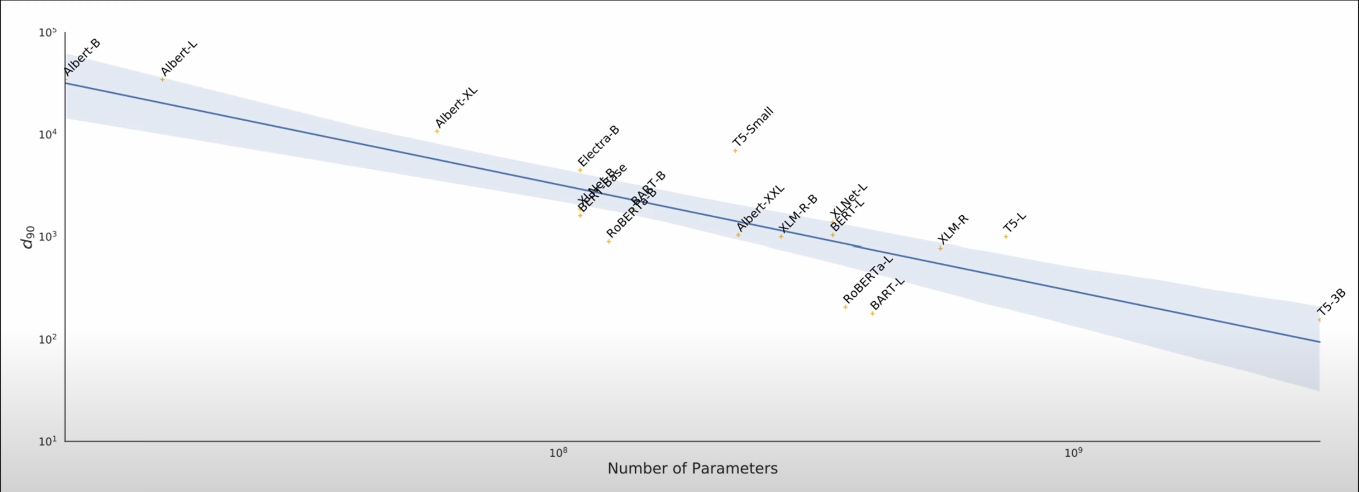 10⁵
10⁴
10³
10²
10¹
d₉₀
Albert-B
Albert-L
Albert-XL
Electra-B
XLNet-B
BERT-Base
BART-B
RoBERTa-B
T5-Small
Albert-XXL
XLM-R-B
XLNet-L
BERT-L
RoBERTa-L
BART-L
XLM-R
T5-L
T5-3B
10⁸
10⁹
Number of Parameters